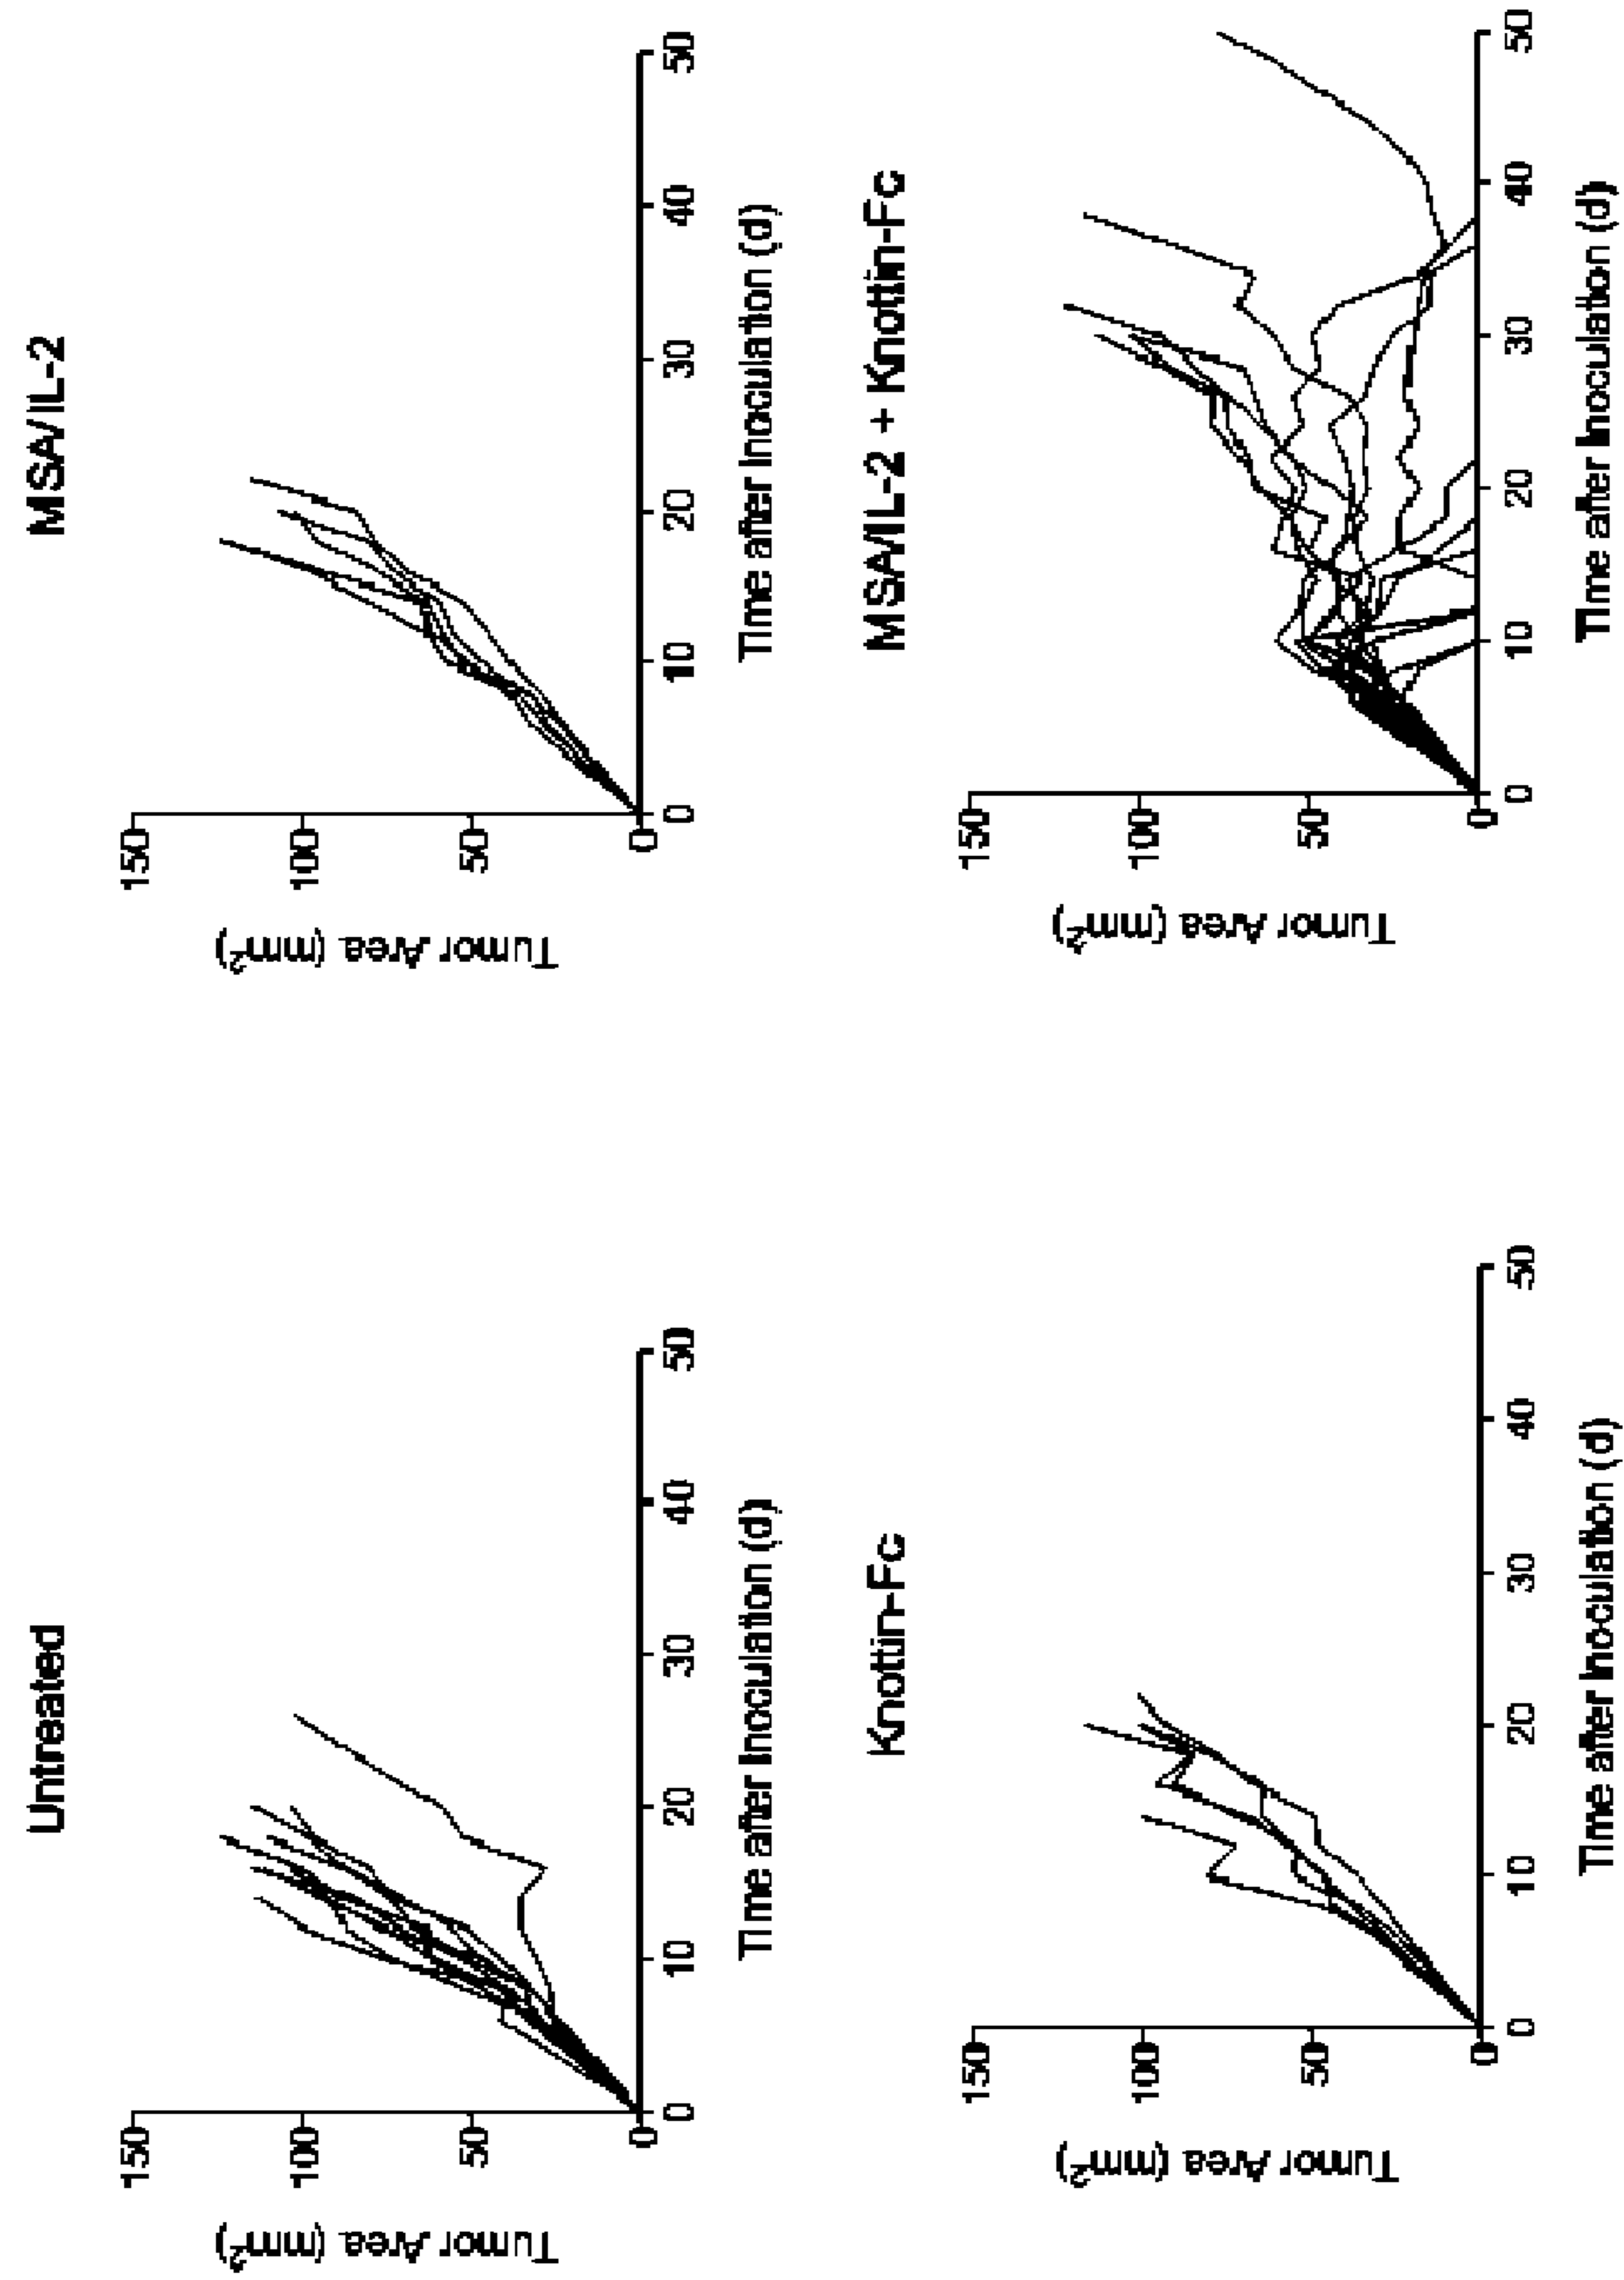 Untreated
Tumor Area (mm²)
150
100
50
0
0 10 20 30 40 50
Time after Inoculation (d)
MSA/IL-2
Tumor Area (mm²)
150
100
50
0
0 10 20 30 40 50
Time after Inoculation (d)
Knottin-Fc
Tumor Area (mm²)
150
100
50
0
0 10 20 30 40 50
Time after Inoculation (d)
MSA/IL-2 + Knottin-Fc
Tumor Area (mm²)
150
100
50
0
0 10 20 30 40 50
Time after Inoculation (d)